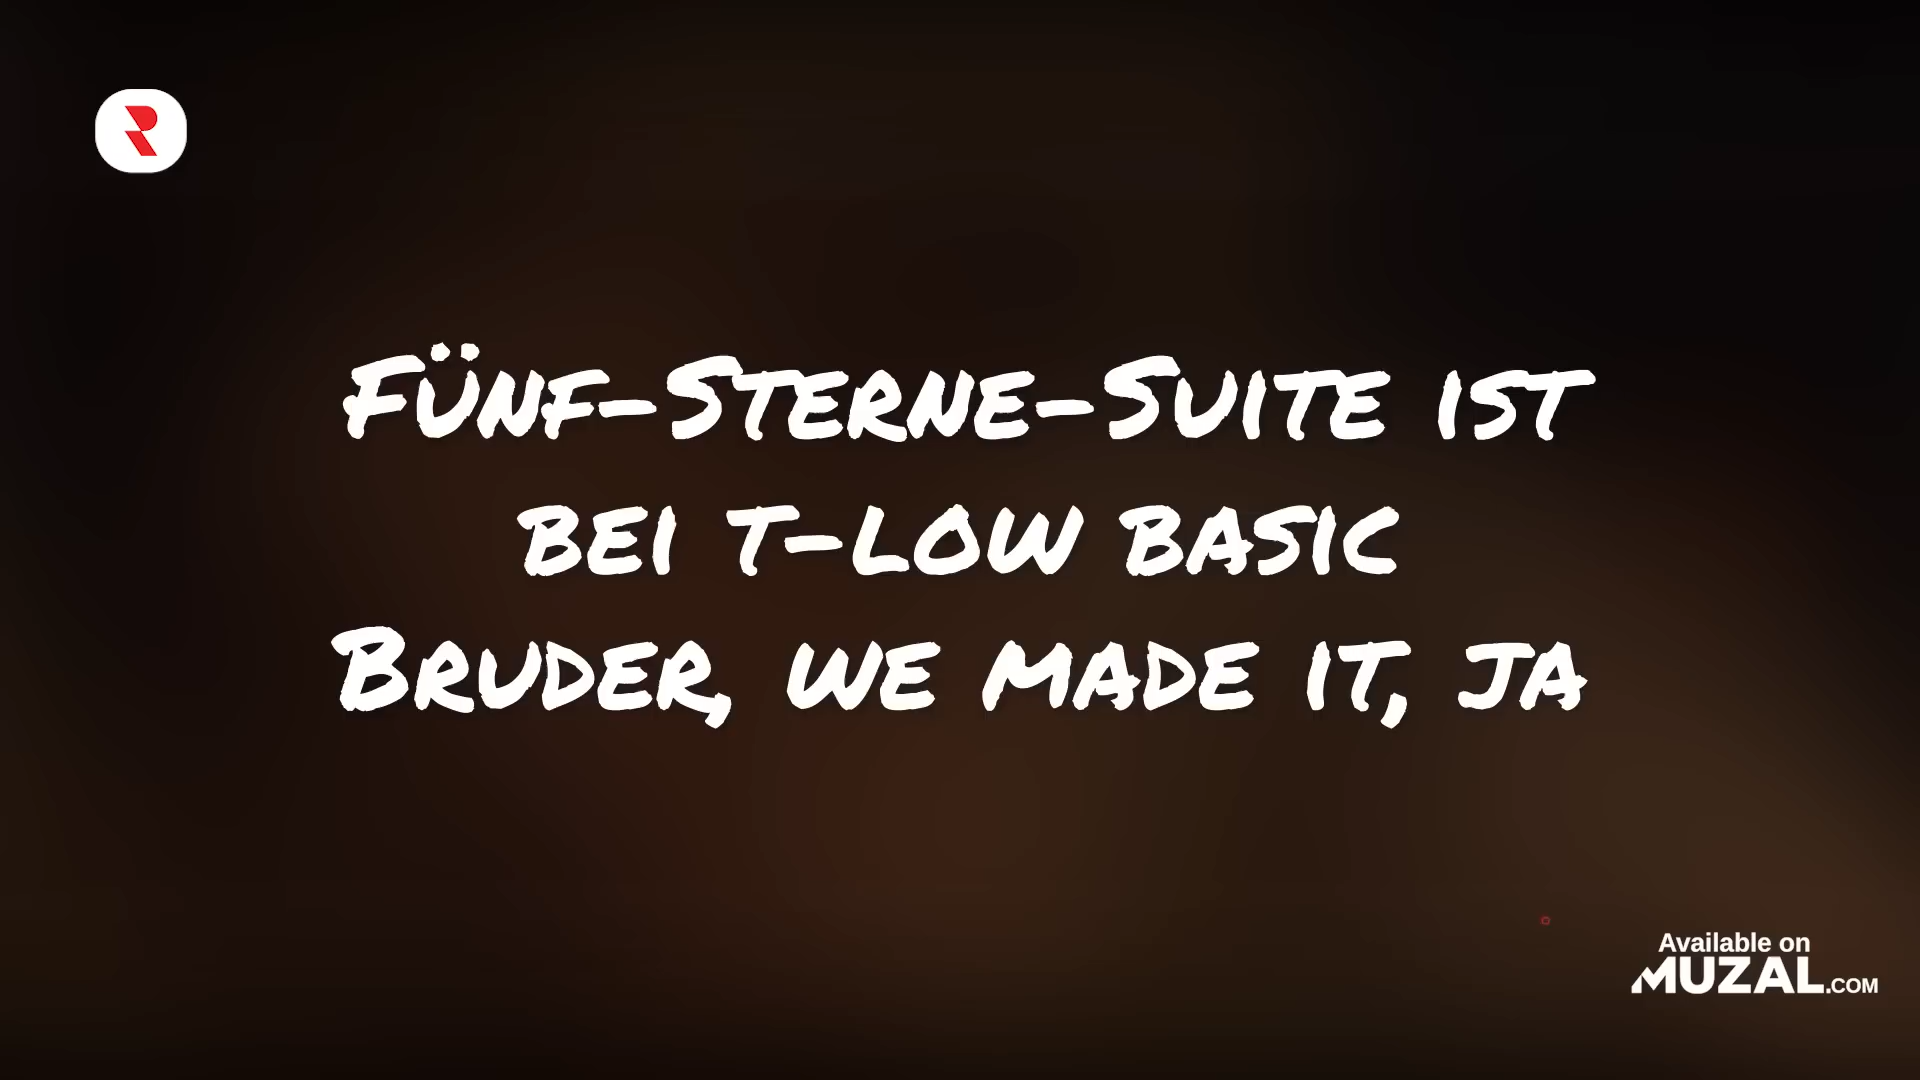 Fünf-Sterne-Suite ist
bei t-low basic
Bruder, we made it, ja
Available on
MUZAL.COM